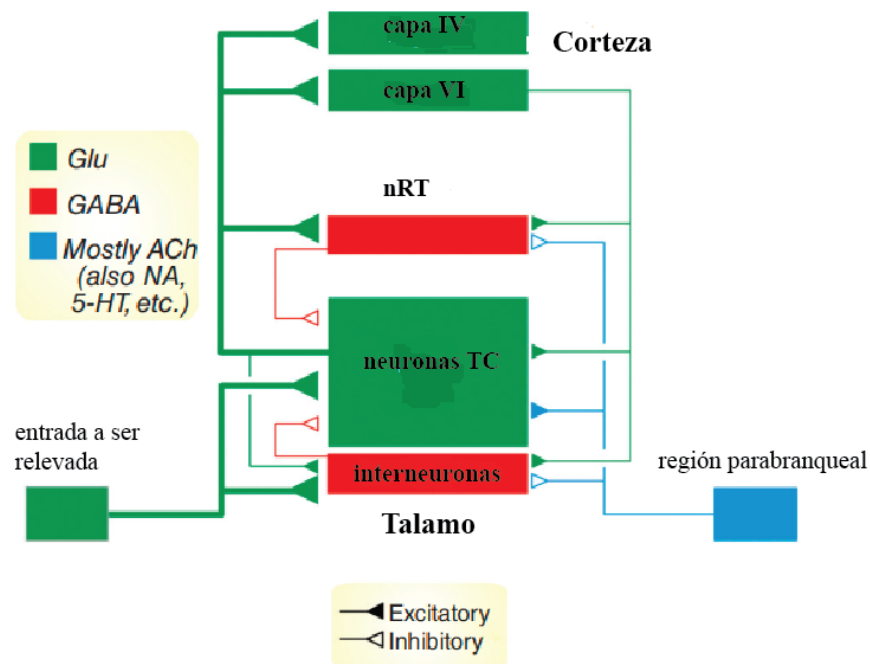 capa IV
Corteza
capa VI
Glu
GABA
Mostly ACh
(also NA,
5-HT, etc.)
nRT
neuronas TC
entrada a ser
relevada
interneuronas
región parabranqueal
Talamo
Excitatory
Inhibitory